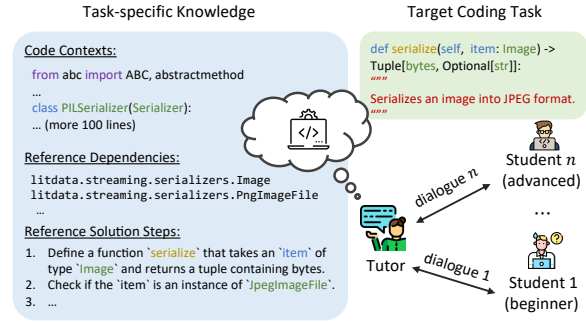 Task-specific Knowledge
Code Contexts:
from abc import ABC, abstractmethod
…
class PILSerializer(Serializer):
… (more 100 lines)
Reference Dependencies:
litdata.streaming.serializers.Image
litdata.streaming.serializers.PngImageFile
…
Reference Solution Steps:
1. Define a function `serialize` that takes an `item` of
type `Image` and returns a tuple containing bytes.
2. Check if the `item` is an instance of `JpegImageFile`.
3. …
Target Coding Task
def serialize(self, item: Image) ->
Tuple[bytes, Optional[str]]:
"""
Serializes an image into JPEG format.
"""
</>
Tutor
dialogue n
dialogue 1
Student n
(advanced)
…
Student 1
(beginner)